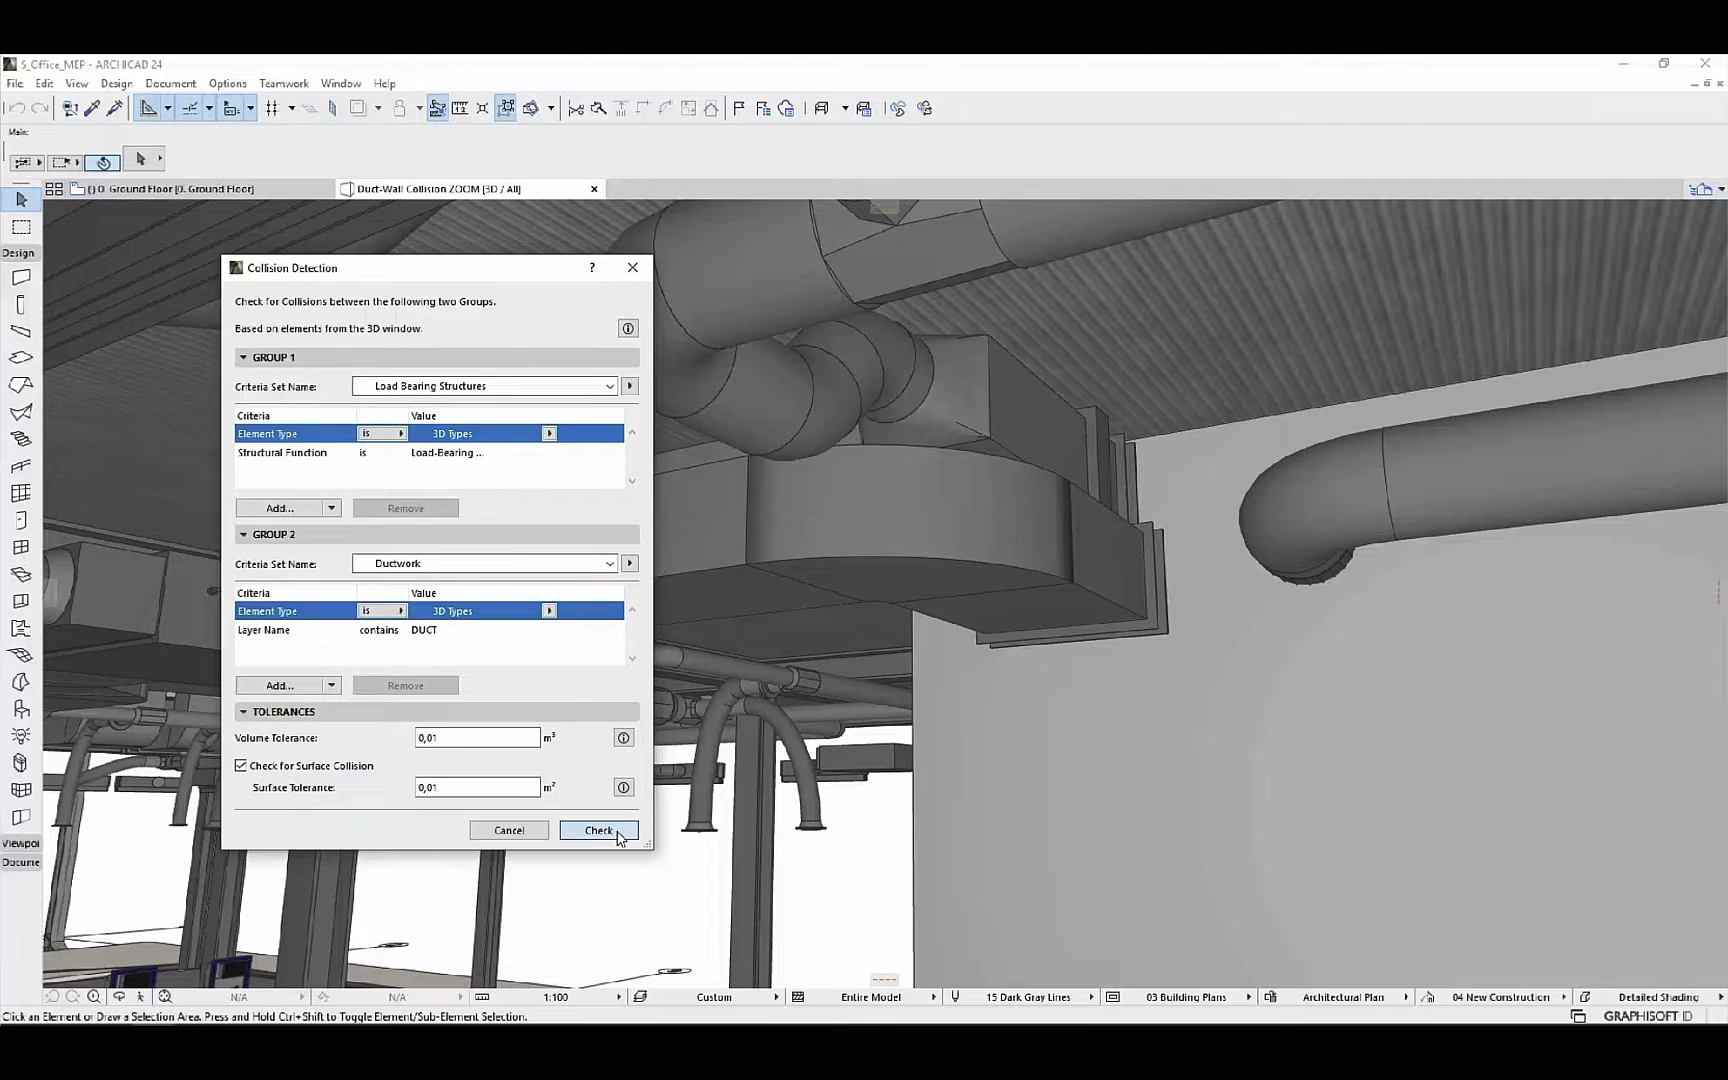 S_Office_MEP - ARCHICAD 24
File Edit View Design Document Options Teamwork Window Help
Main:
() 0. Ground Floor [0. Ground Floor]
Duct-Wall Collision ZOOM [3D / All]
Design
Collision Detection
?
Check for Collisions between the following two Groups.
Based on elements from the 3D window.
GROUP 1
Criteria Set Name: Load Bearing Structures
Criteria Value
Element Type is 3D Types
Structural Function is Load-Bearing ...
Add... Remove
GROUP 2
Criteria Set Name: Ductwork
Criteria Value
Element Type is 3D Types
Layer Name contains DUCT
Add... Remove
TOLERANCES
Volume Tolerance: 0,01 m³
Check for Surface Collision
Surface Tolerance: 0,01 m²
Cancel Check
Viewpoi
Docume
N/A N/A 1:100 Custom Entire Model 15 Dark Gray Lines 03 Building Plans Architectural Plan 04 New Construction Detailed Shading
Click an Element or Draw a Selection Area. Press and Hold Ctrl+Shift to Toggle Element/Sub-Element Selection.
GRAPHISOFT ID